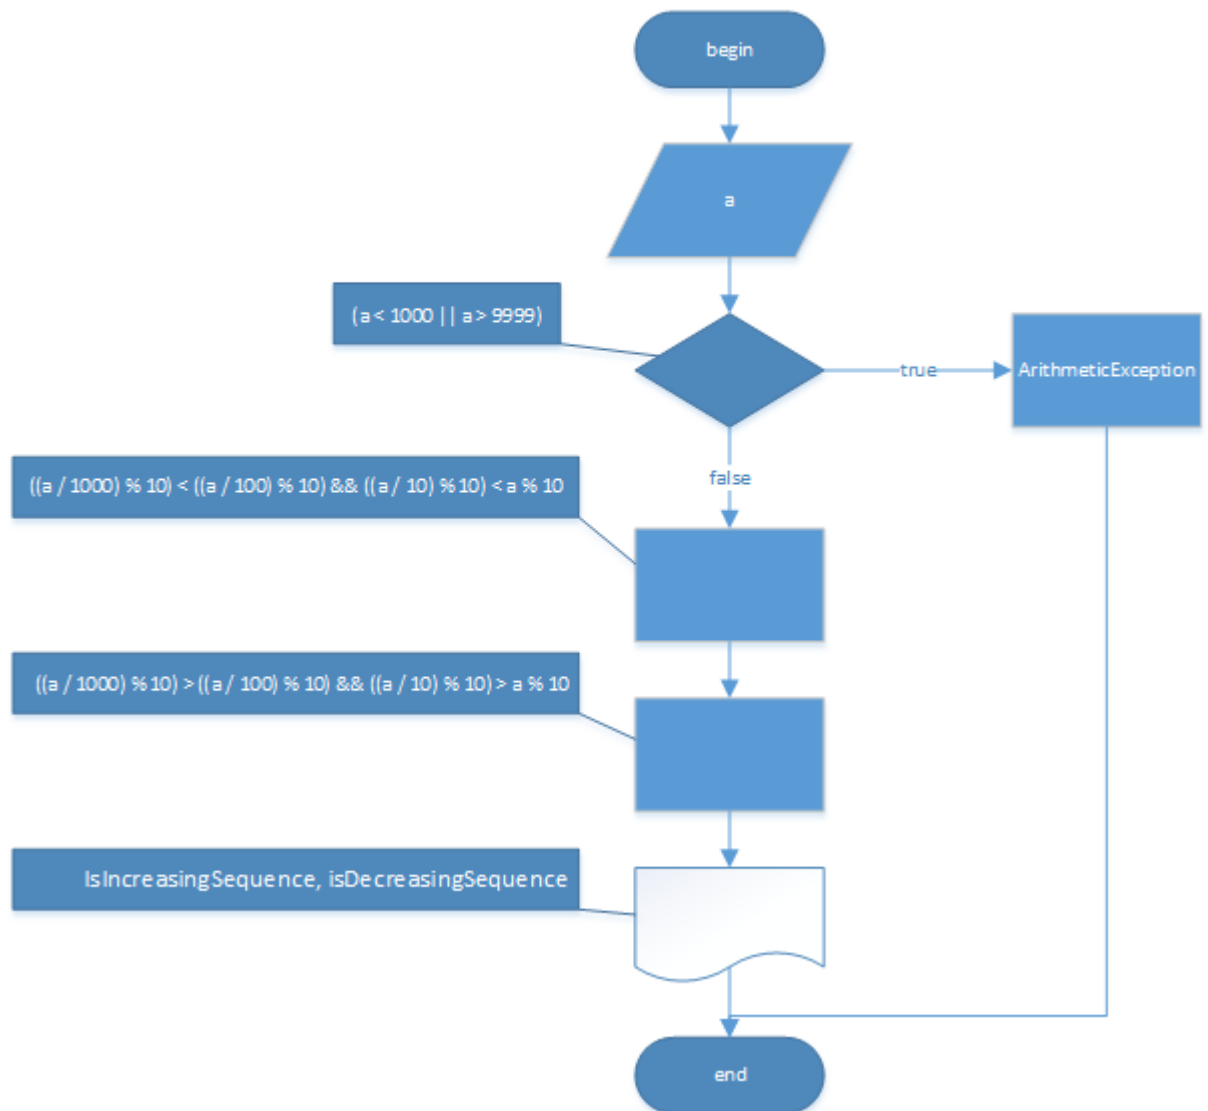 begin
a
(a < 1000 || a > 9999)
true
ArithmeticException
false
((a / 1000) % 10) < ((a / 100) % 10) && ((a / 10) % 10) < a % 10
((a / 1000) % 10) > ((a / 100) % 10) && ((a / 10) % 10) > a % 10
IsIncreasingSequence, isDecreasingSequence
end